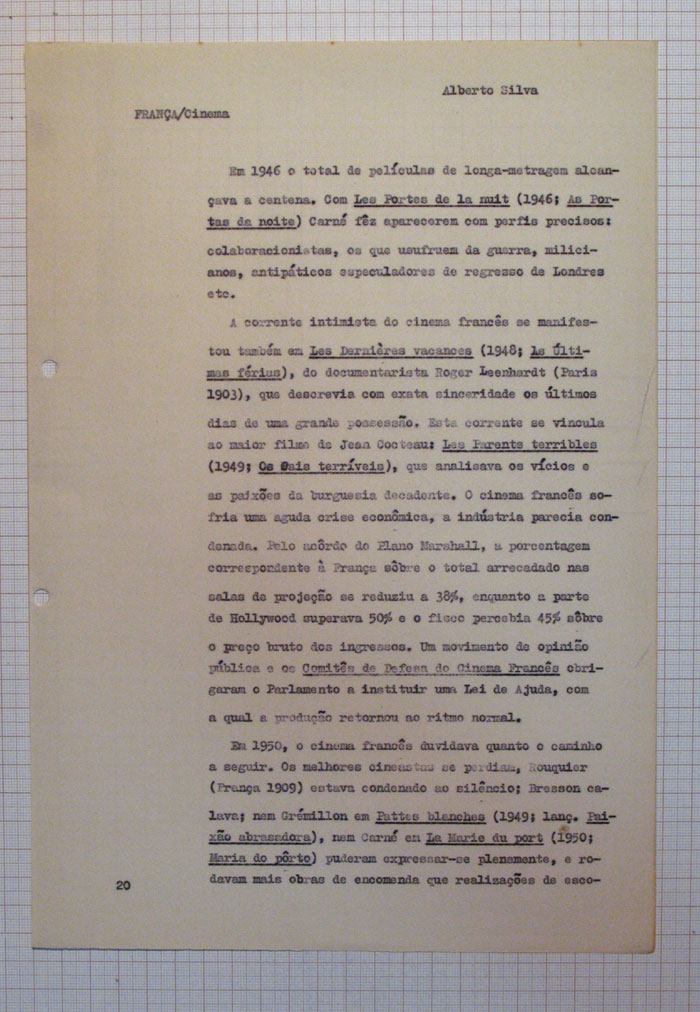 Alberto Silva
FRANÇA/Cinema
Em 1946 o total de películas de longa-metragem alcan-
çava a centena. Com Les Portes de la nuit (1946; As Por-
tas da noite) Carné fêz aparecerem com perfis precisos:
colaboracionistas, os que usufruem da guerra, milici-
anos, antipáticos especuladores de regresso de Londres
etc.
A corrente intimista do cinema francês se manifes-
tou também em Les Dernières vacances (1948; As Últi-
mas férias), do documentarista Roger Leenhardt (Paris
1903), que descrevia com exata sinceridade os últimos
dias de uma grande possessão. Esta corrente se vincula
ao maior filme de Jean Cocteau: Les Parents terribles
(1949; Os Pais terríveis), que analisava os vícios e
as paixões da burguesia decadente. O cinema francês so-
fria uma aguda crise econômica, a indústria parecia con-
denada. Pelo acôrdo do Plano Marshall, a porcentagem
correspondente à França sôbre o total arrecadado nas
salas de projeção se reduziu a 38%, enquento a parte
de Hollywood superava 50% e o fisco percebia 45% sôbre
o preço bruto dos ingressos. Um movimento de opinião
pública e os Comitês de Defesa do Cinema Francês obri-
garam o Parlamento a instituir uma Lei de Ajuda, com
a qual a produção retornou ao ritmo normal.
Em 1950, o cinema francês duvidava quanto o caminho
a seguir. Os melhores cineastas se perdiam, Rouquier
(França 1909) estava condenado ao silêncio; Bresson ca-
lava; nem Grémillon em Pattes blanches (1949; lanç. Pai-
xão abrasadora), nem Carné em La Marie du port (1950;
Maria do pôrto) puderam expressar-se plenamente, e ro-
davam mais obras de encomenda que realizações de esco-
20